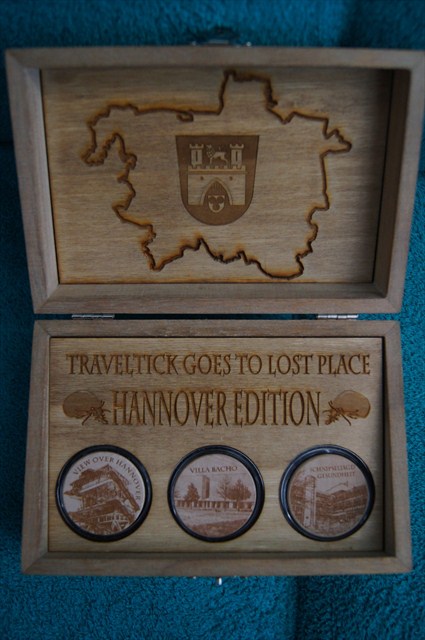 TRAVELTICK GOES TO LOST PLACE
HANNOVER EDITION
VIEW OVER HANNOVER
VILLA BACHO